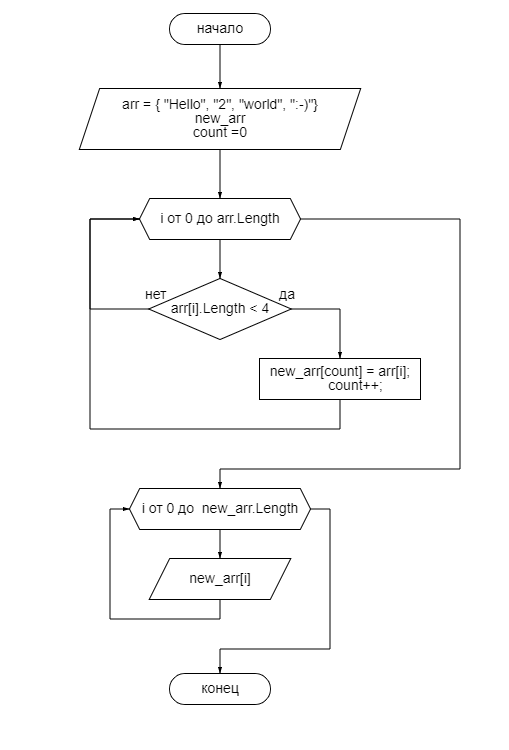 начало
arr = { "Hello", "2", "world", ":-)"}
new_arr
count =0
i от 0 до arr.Length
нет
да
arr[i].Length < 4
new_arr[count] = arr[i];
count++;
i от 0 до new_arr.Length
new_arr[i]
конец